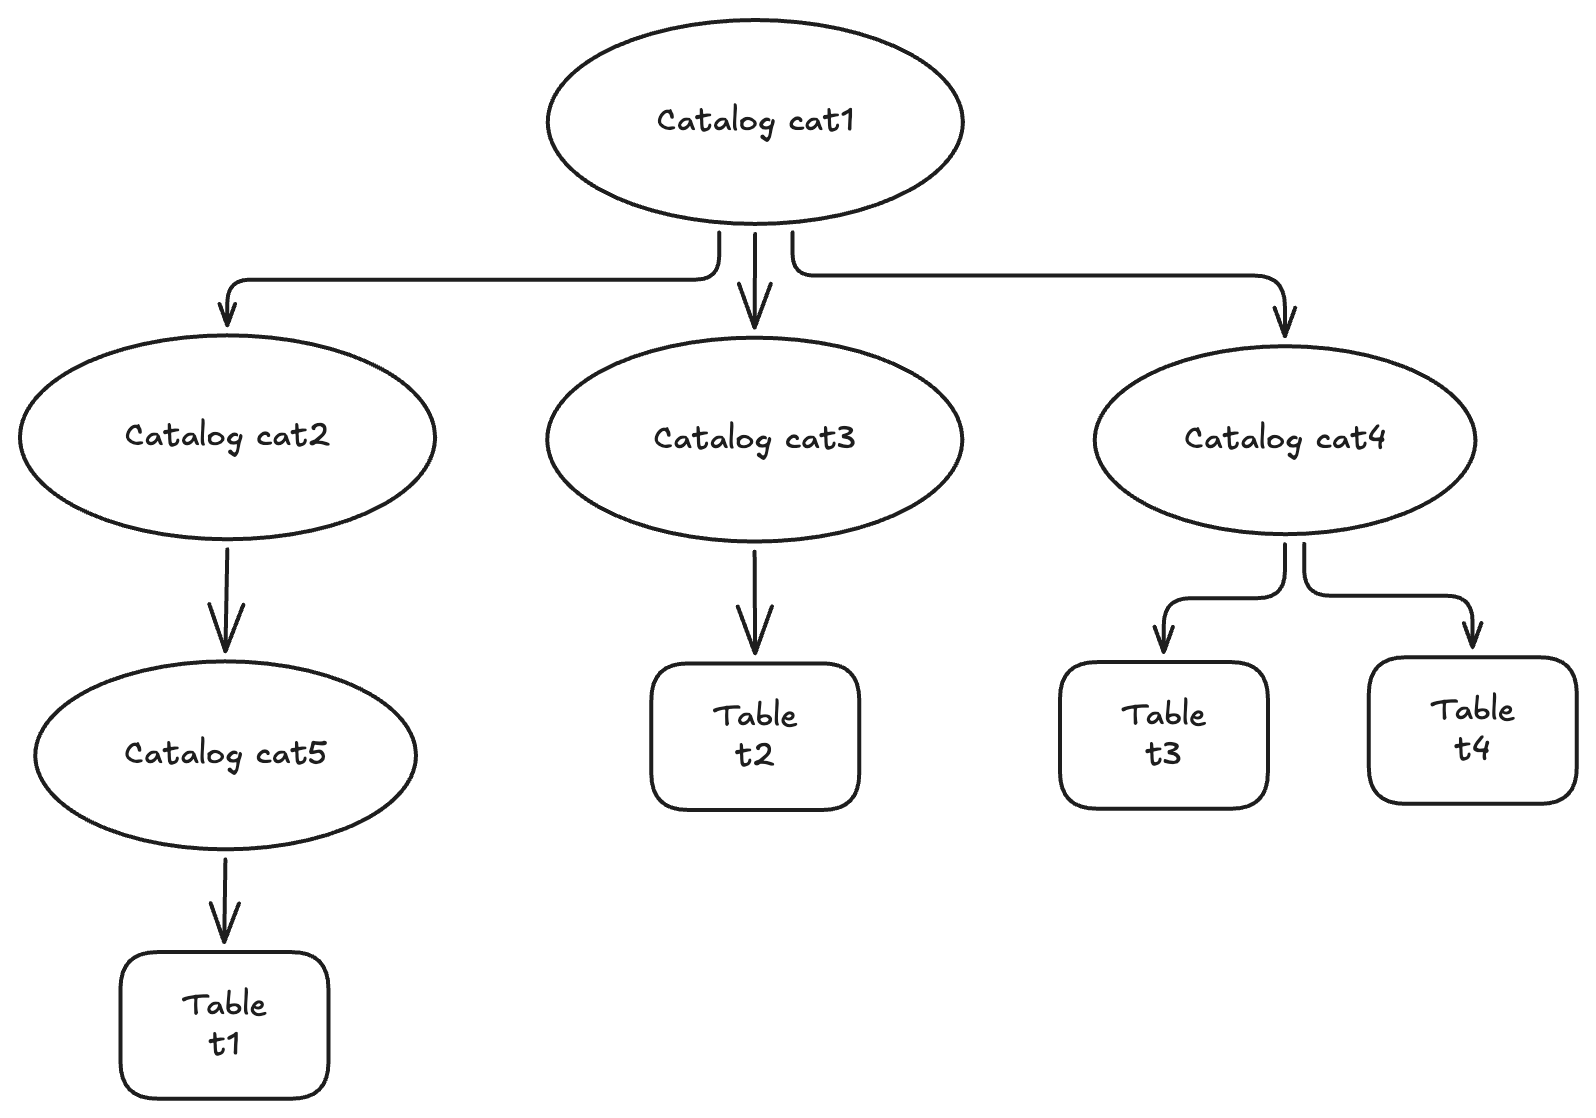 Catalog cat1
Catalog cat2
Catalog cat3
Catalog cat4
Catalog cat5
Table
t2
Table
t3
Table
t4
Table
t1